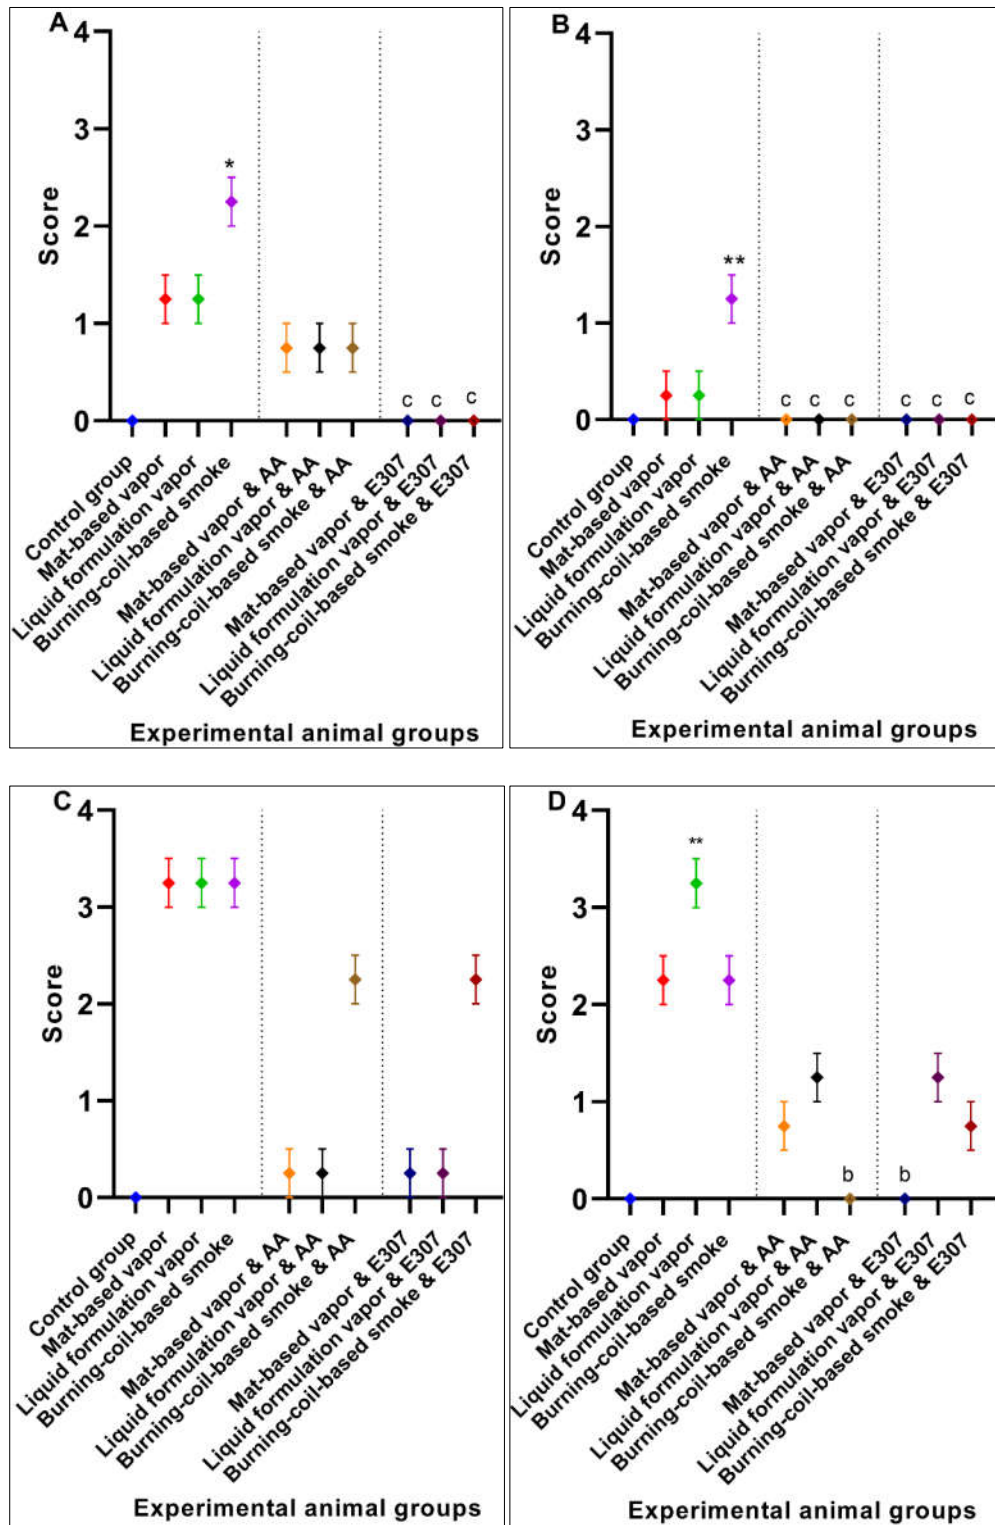 A
4
3
2
1
0
Score
*
c c c
Control group
Mat-based vapor
Liquid formulation vapor
Burning-coil-based smoke
Mat-based vapor & AA
Liquid formulation vapor & AA
Burning-coil-based smoke & AA
Mat-based vapor & E307
Liquid formulation vapor & E307
Burning-coil-based smoke & E307
Experimental animal groups
B
4
3
2
1
0
Score
**
c c c c c c
Control group
Mat-based vapor
Liquid formulation vapor
Burning-coil-based smoke
Mat-based vapor & AA
Liquid formulation vapor & AA
Burning-coil-based smoke & AA
Mat-based vapor & E307
Liquid formulation vapor & E307
Burning-coil-based smoke & E307
Experimental animal groups
C
4
3
2
1
0
Score
Control group
Mat-based vapor
Liquid formulation vapor
Burning-coil-based smoke
Mat-based vapor & AA
Liquid formulation vapor & AA
Burning-coil-based smoke & AA
Mat-based vapor & E307
Liquid formulation vapor & E307
Burning-coil-based smoke & E307
Experimental animal groups
D
4
3
2
1
0
Score
**
b b
Control group
Mat-based vapor
Liquid formulation vapor
Burning-coil-based smoke
Mat-based vapor & AA
Liquid formulation vapor & AA
Burning-coil-based smoke & AA
Mat-based vapor & E307
Liquid formulation vapor & E307
Burning-coil-based smoke & E307
Experimental animal groups